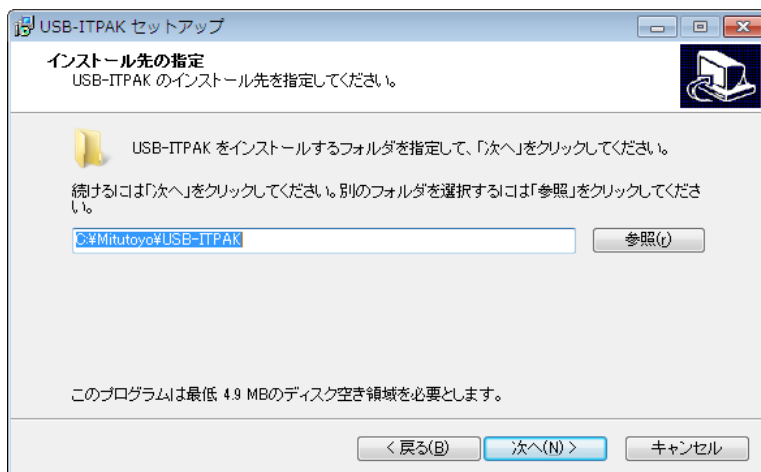 USB-ITPAK セットアップ
インストール先の指定
USB-ITPAK のインストール先を指定してください。
USB-ITPAK をインストールするフォルダを指定して、「次へ」をクリックしてください。
続けるには「次へ」をクリックしてください。別のフォルダを選択するには「参照」をクリックしてくださ
い。
C:¥Mitutoyo¥USB-ITPAK
参照(r)
このプログラムは最低 4.9 MBのディスク空き領域を必要とします。
< 戻る(B)
次へ(N) >
キャンセル